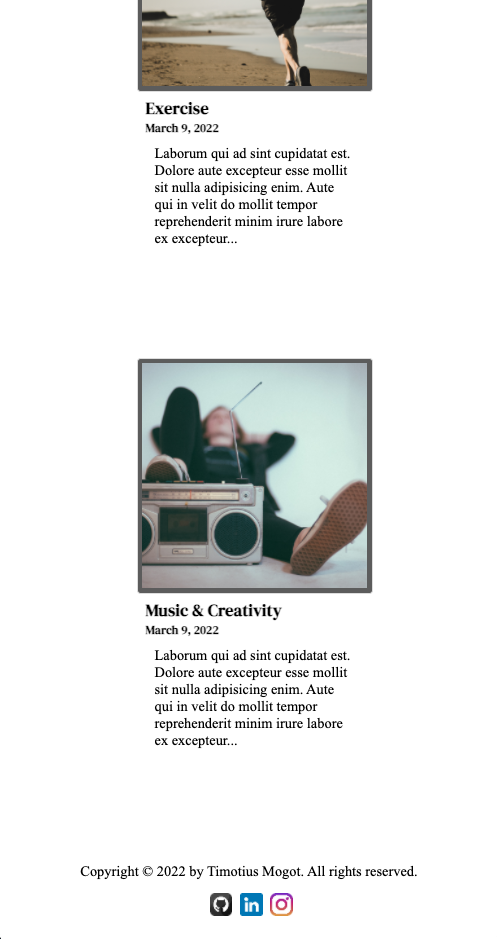 Exercise
March 9, 2022
Laborum qui ad sint cupidatat est.
Dolore aute excepteur esse mollit
sit nulla adipisicing enim. Aute
qui in velit do mollit tempor
reprehenderit minim irure labore
ex excepteur...
Music & Creativity
March 9, 2022
Laborum qui ad sint cupidatat est.
Dolore aute excepteur esse mollit
sit nulla adipisicing enim. Aute
qui in velit do mollit tempor
reprehenderit minim irure labore
ex excepteur...
Copyright © 2022 by Timotius Mogot. All rights reserved.
in